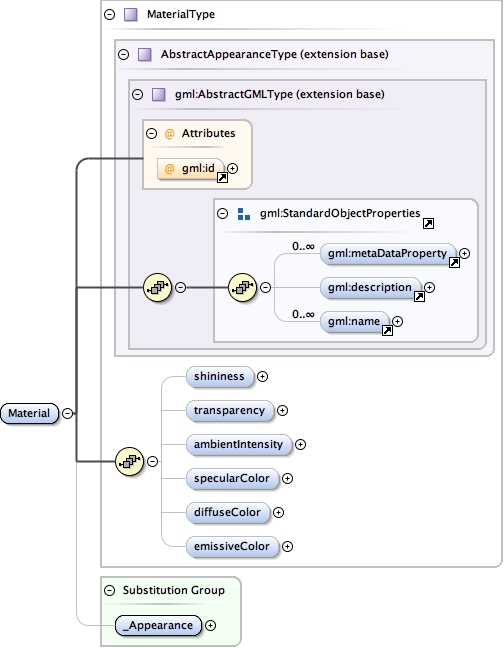 MaterialType
AbstractAppearanceType (extension base)
gml:AbstractGMLType (extension base)
@ Attributes
@ gml:id
gml:StandardObjectProperties
0..∞
gml:metaDataProperty
gml:description
0..∞
gml:name
shininess
transparency
ambientIntensity
specularColor
diffuseColor
emissiveColor
Material
Substitution Group
_Appearance